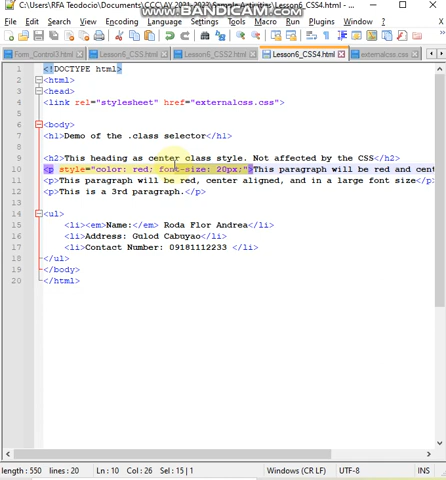 C:\Users\RFA Teodocio\Documents\CCC\AY 2021-2022\Sample Activities\Lesson6_CSS4.html -
WWW.BANDICAM.COM
File Edit Search View Encoding Language Settings Tools Macro Run Plugins Window ?
Form_Control3.html Lesson6_CSS.html Lesson6_CSS2.html Lesson6_CSS4.html externalcss.css
1 <!DOCTYPE html>
2 <html>
3 <head>
4 <link rel="stylesheet" href="externalcss.css">
5
6 <body>
7 <h1>Demo of the .class selector</h1>
8
9 <h2>This heading as center class style. Not affected by the CSS</h2>
10 <p style="color: red; font-size: 20px;">This paragraph will be red and cent
11 <p>This paragraph will be red, center aligned, and in a large font size</p>
12 <p>This is a 3rd paragraph.</p>
13
14 <ul>
15 <li><em>Name:</em> Roda Flor Andrea</li>
16 <li>Address: Gulod Cabuyao</li>
17 <li>Contact Number: 09181112233 </li>
18 </ul>
19 </body>
20 </html>
length : 550 lines : 20 Ln : 10 Col : 26 Sel : 15 | 1 Windows (CR LF) UTF-8 INS